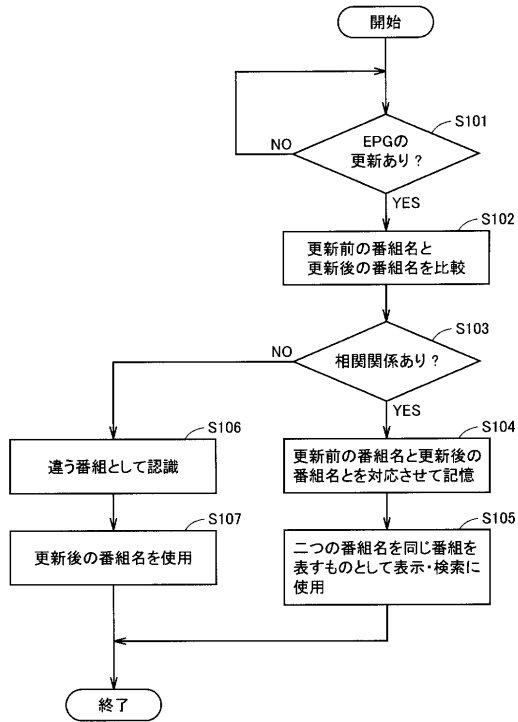 開始
S101
EPGの
更新あり？
NO
YES
S102
更新前の番組名と
更新後の番組名を比較
S103
相関関係あり？
NO
YES
S106
違う番組として認識
S104
更新前の番組名と更新後の
番組名とを対応させて記憶
S107
更新後の番組名を使用
S105
二つの番組名を同じ番組を
表すものとして表示・検索に
使用
終了